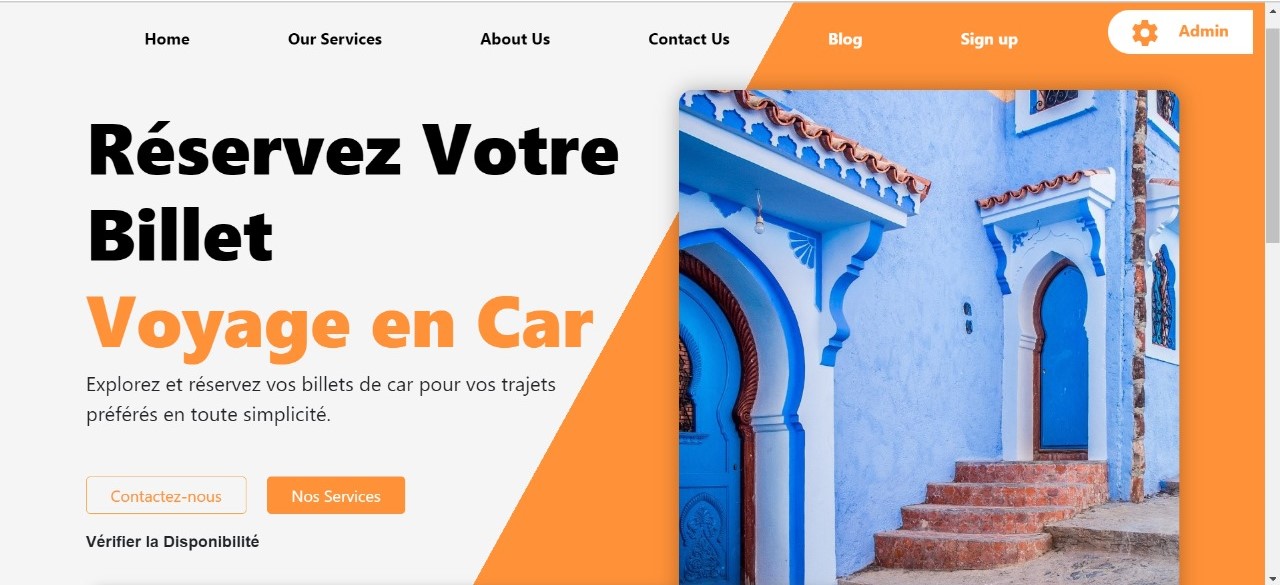 Home Our Services About Us Contact Us Blog Sign up Admin
Réservez Votre
Billet
Voyage en Car
Explorez et réservez vos billets de car pour vos trajets
préférés en toute simplicité.
Contactez-nous Nos Services
Vérifier la Disponibilité